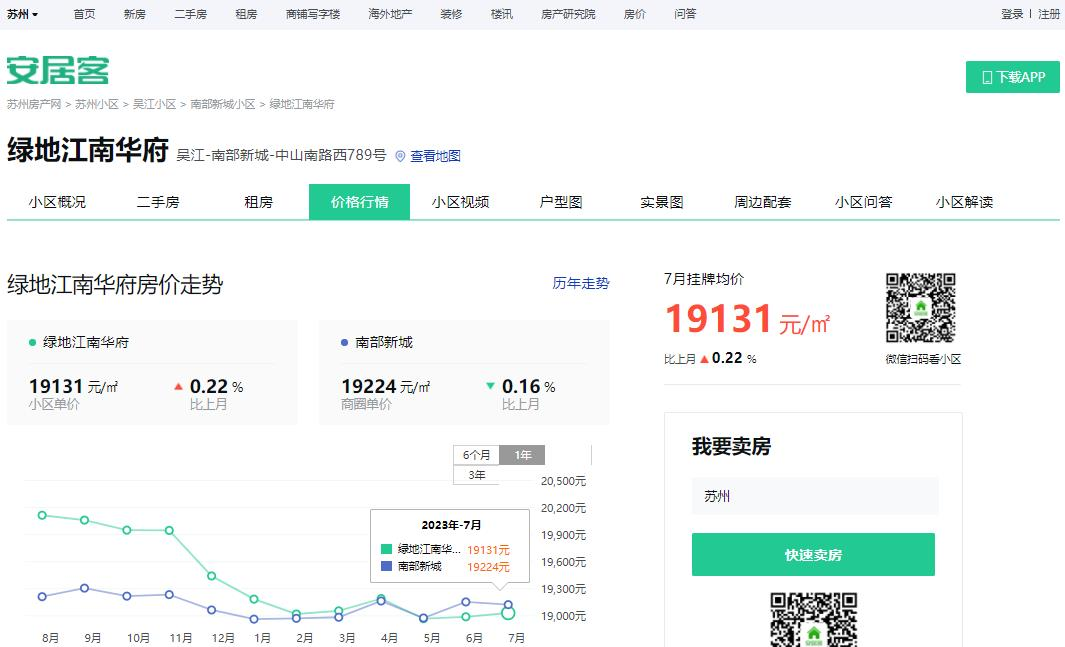 苏州 首页 新房 二手房 租房 商铺写字楼 海外地产 装修 楼讯 房产研究院 房价 问答 登录 | 注册
安居客
下载APP
苏州房产网 > 苏州小区 > 吴江小区 > 南部新城小区 > 绿地江南华府
绿地江南华府 吴江-南部新城-中山南路西789号 查看地图
小区概况 二手房 租房 价格行情 小区视频 户型图 实景图 周边配套 小区问答 小区解读
绿地江南华府房价走势 历年走势
绿地江南华府
19131 元/㎡ 0.22 %
小区单价 比上月
南部新城
19224 元/㎡ 0.16 %
商圈单价 比上月
6个月 1年
3年
20,500元
20,200元
19,900元
19,600元
19,300元
19,000元
2023年-7月
绿地江南华... 19131元
南部新城 19224元
8月 9月 10月 11月 12月 1月 2月 3月 4月 5月 6月 7月
7月挂牌均价
19131 元/㎡
比上月 0.22 %
微信扫码看小区
我要卖房
苏州
快速卖房